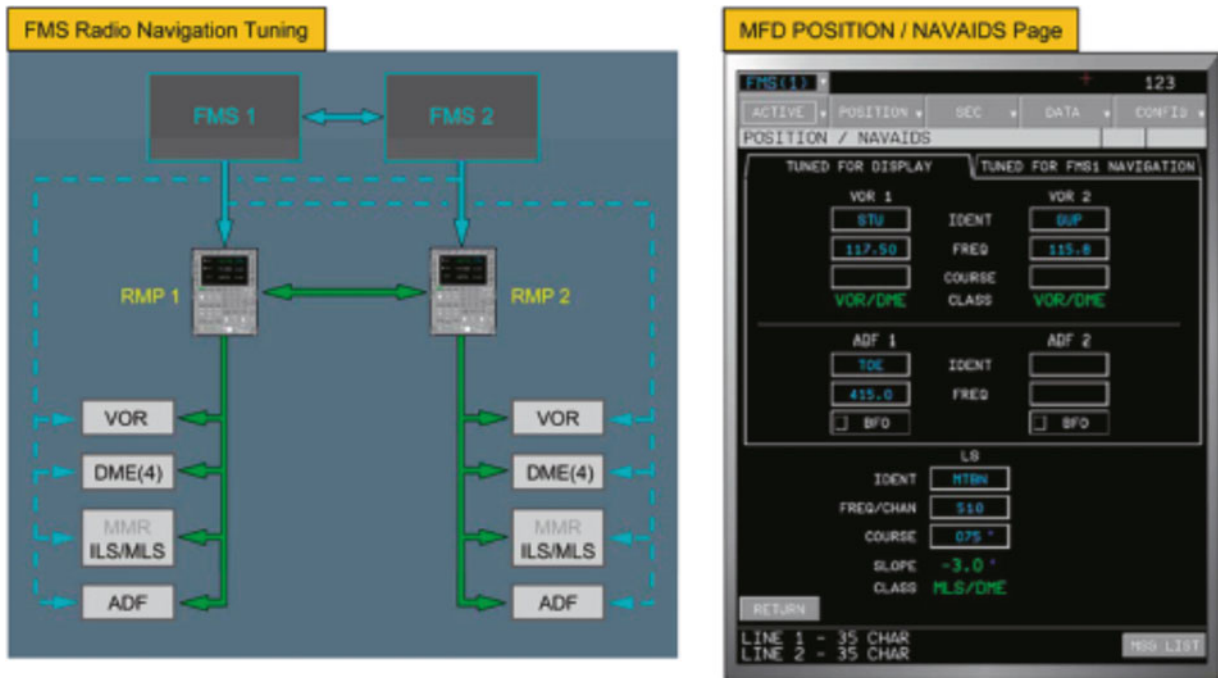 FMS Radio Navigation Tuning
FMS 1
FMS 2
RMP 1
RMP 2
VOR
DME(4)
MMR
ILS/MLS
ADF
VOR
DME(4)
MMR
ILS/MLS
ADF
MFD POSITION / NAVAIDS Page
FMS(1) 123
ACTIVE POSITION SEC DATA
POSITION / NAVAIDS
TUNED FOR DISPLAY TUNED FOR FMS1 NAVIGATION
VOR 1 VOR 2
STU IDENT
117.50 FREQ 115.8
COURSE
VOR/DME CLASS VOR/DME
ADF 1 ADF 2
TOE IDENT
415.0 FREQ
BFO BFO
LS
IDENT MTBN
FREQ/CHAN 510
COURSE 075 °
SLOPE -3.0 °
CLASS MLS/DME
RETURN
LINE 1 - 35 CHAR
LINE 2 - 35 CHAR
LIST